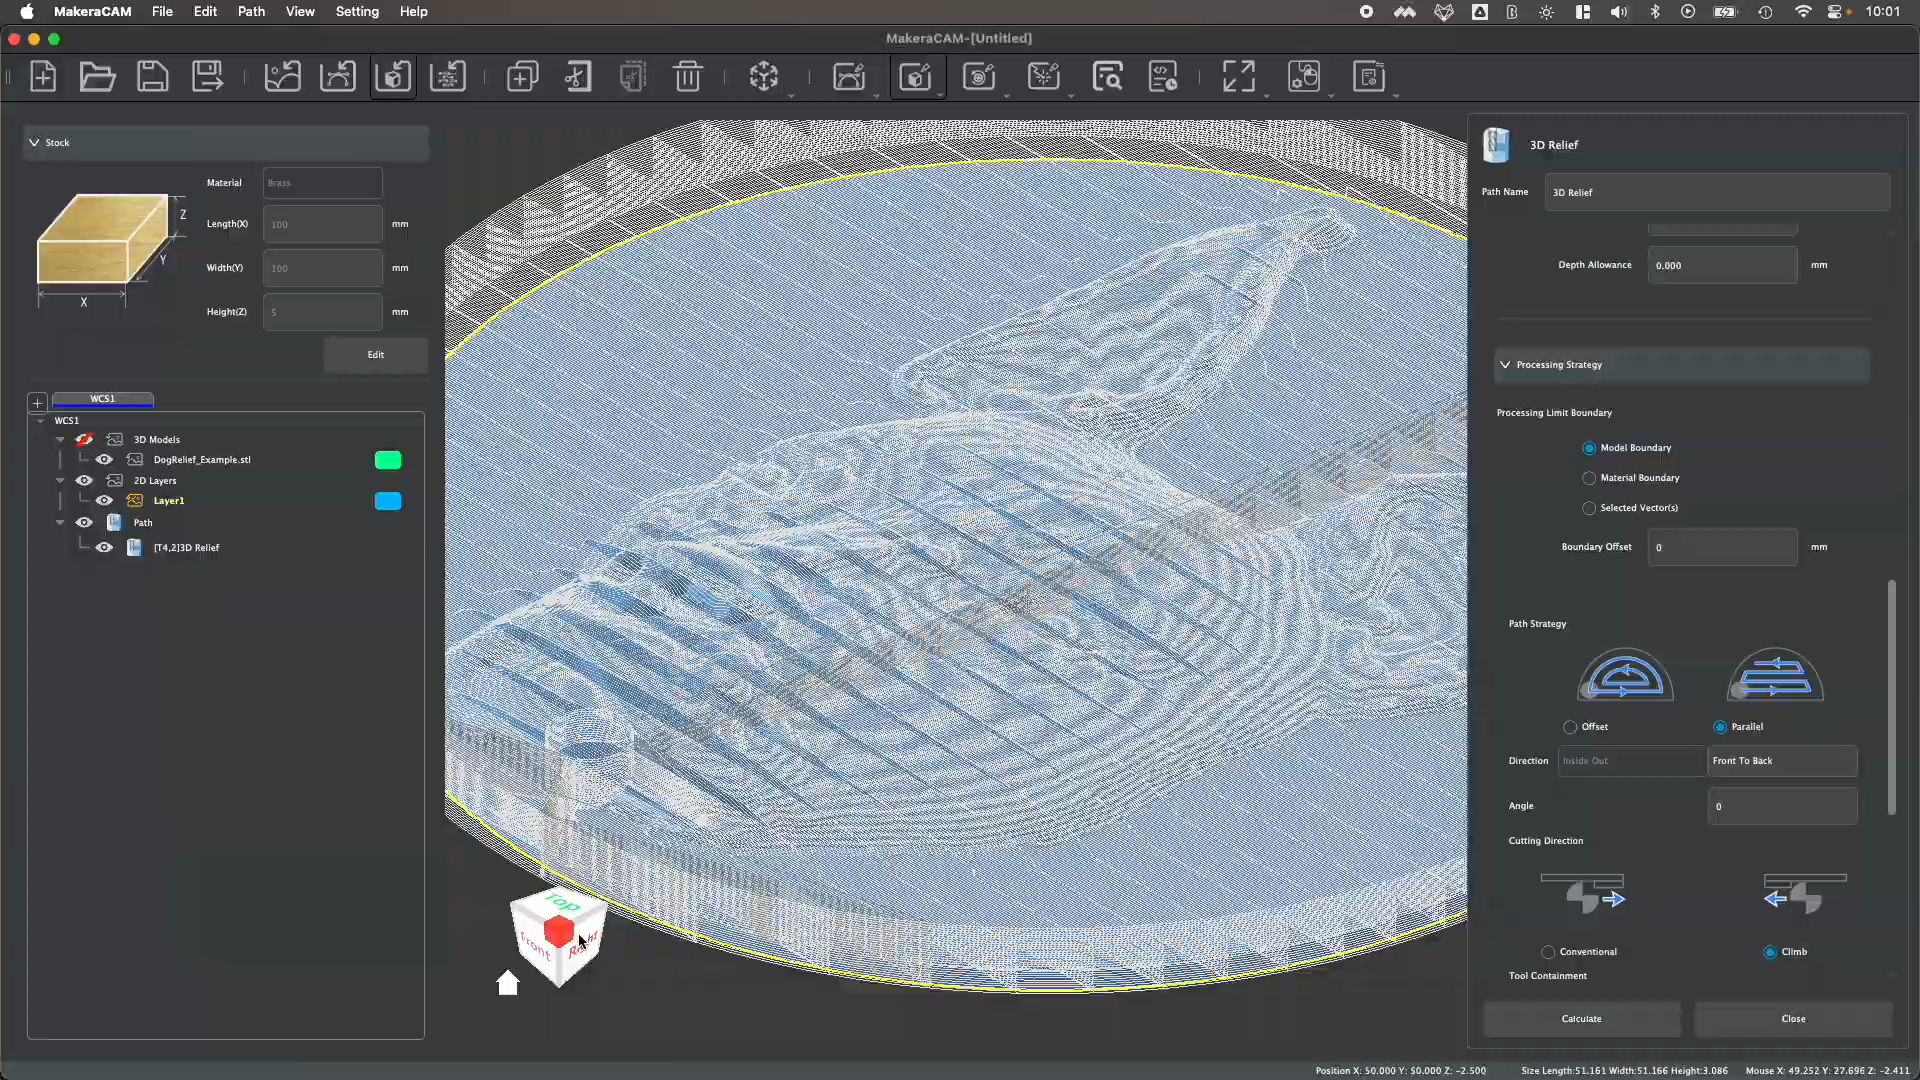 MakeraCAM File Edit Path View Setting Help
10:01
MakeraCAM-[Untitled]
Stock
Material Brass
Length(X) 100 mm
Width(Y) 100 mm
Height(Z) 5 mm
Z
Y
X
Edit
WCS1
WCS1
3D Models
DogRelief_Example.stl
2D Layers
Layer1
Path
[T4,2]3D Relief
Top
Front
Right
3D Relief
Path Name 3D Relief
Depth Allowance 0.000 mm
Processing Strategy
Processing Limit Boundary
Model Boundary
Material Boundary
Selected Vector(s)
Boundary Offset 0 mm
Path Strategy
Offset Parallel
Direction Inside Out Front To Back
Angle 0
Cutting Direction
Conventional Climb
Tool Containment
Calculate Close
Position X: 50.000 Y: 50.000 Z: -2.500 Size Length:51.161 Width:51.166 Height:3.086 Mouse X: 49.252 Y: 27.696 Z: -2.411